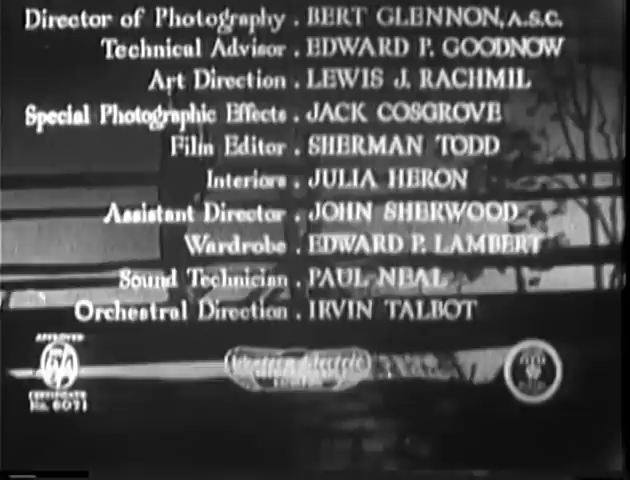 Director of Photography . BERT GLENNON, A.S.C.
Technical Advisor . EDWARD P. GOODNOW
Art Direction . LEWIS J. RACHMIL
Special Photographic Effects . JACK COSGROVE
Film Editor . SHERMAN TODD
Interiors . JULIA HERON
Assistant Director . JOHN SHERWOOD
Wardrobe . EDWARD P. LAMBERT
Sound Technician . PAUL NEAL
Orchestral Direction . IRVIN TALBOT
APPROVED
CERTIFICATE
No. 6071
Western Electric